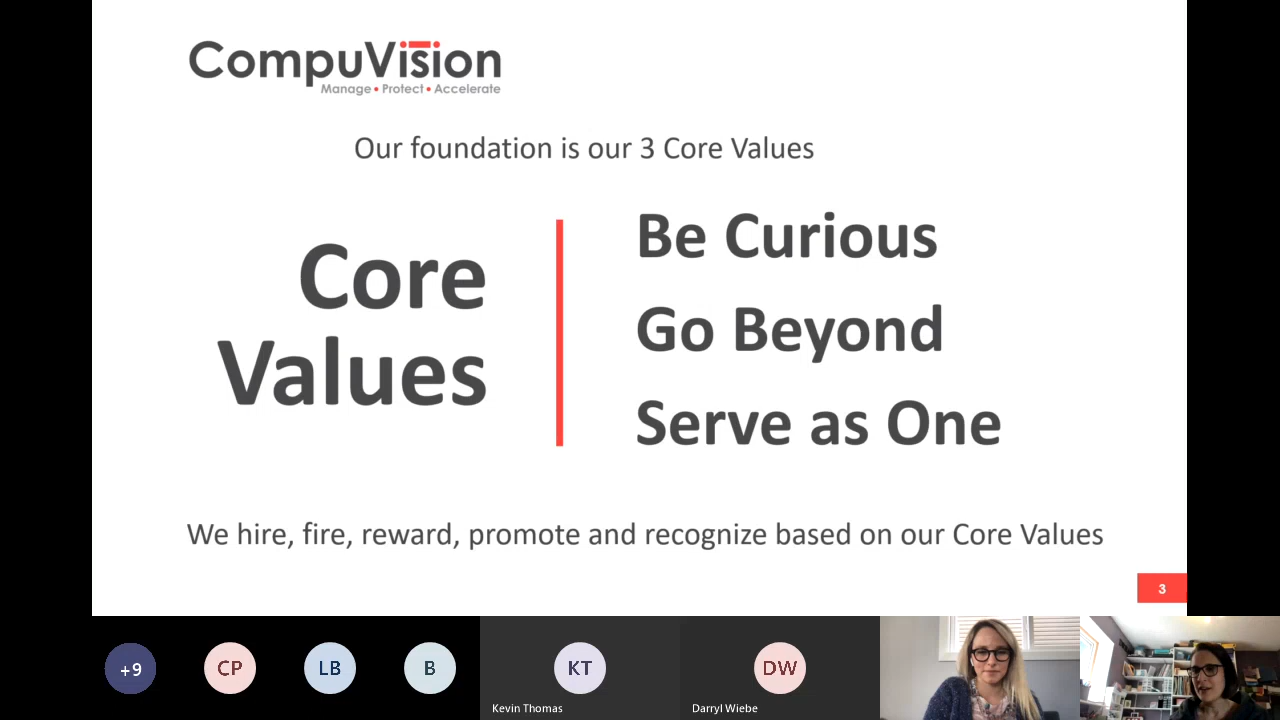 CompuVision
Manage • Protect • Accelerate
Our foundation is our 3 Core Values
Core
Values
Be Curious
Go Beyond
Serve as One
We hire, fire, reward, promote and recognize based on our Core Values
3
+9
CP
LB
B
KT
Kevin Thomas
DW
Darryl Wiebe